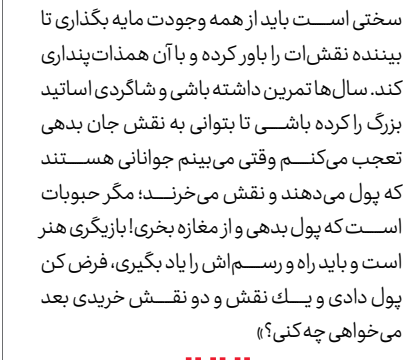 سختی است باید از همه وجودت مایه بگذاری تا
بیننده نقش‌ات را باور کرده و با آن همذات‌پنداری
کند. سال‌ها تمرین داشته باشی و شاگردی اساتید
بزرگ را کرده باشی تا بتوانی به نقش جان بدهی
تعجب می‌کنم وقتی می‌بینم جوانانی هستند
که پول می‌دهند و نقش می‌خرند؛ مگر حبوبات
است که پول بدهی و از مغازه بخری! بازیگری هنر
است و باید راه و رسم‌اش را یاد بگیری، فرض کن
پول دادی و یك نقش و دو نقش خریدی بعد
می‌خواهی چه کنی؟»